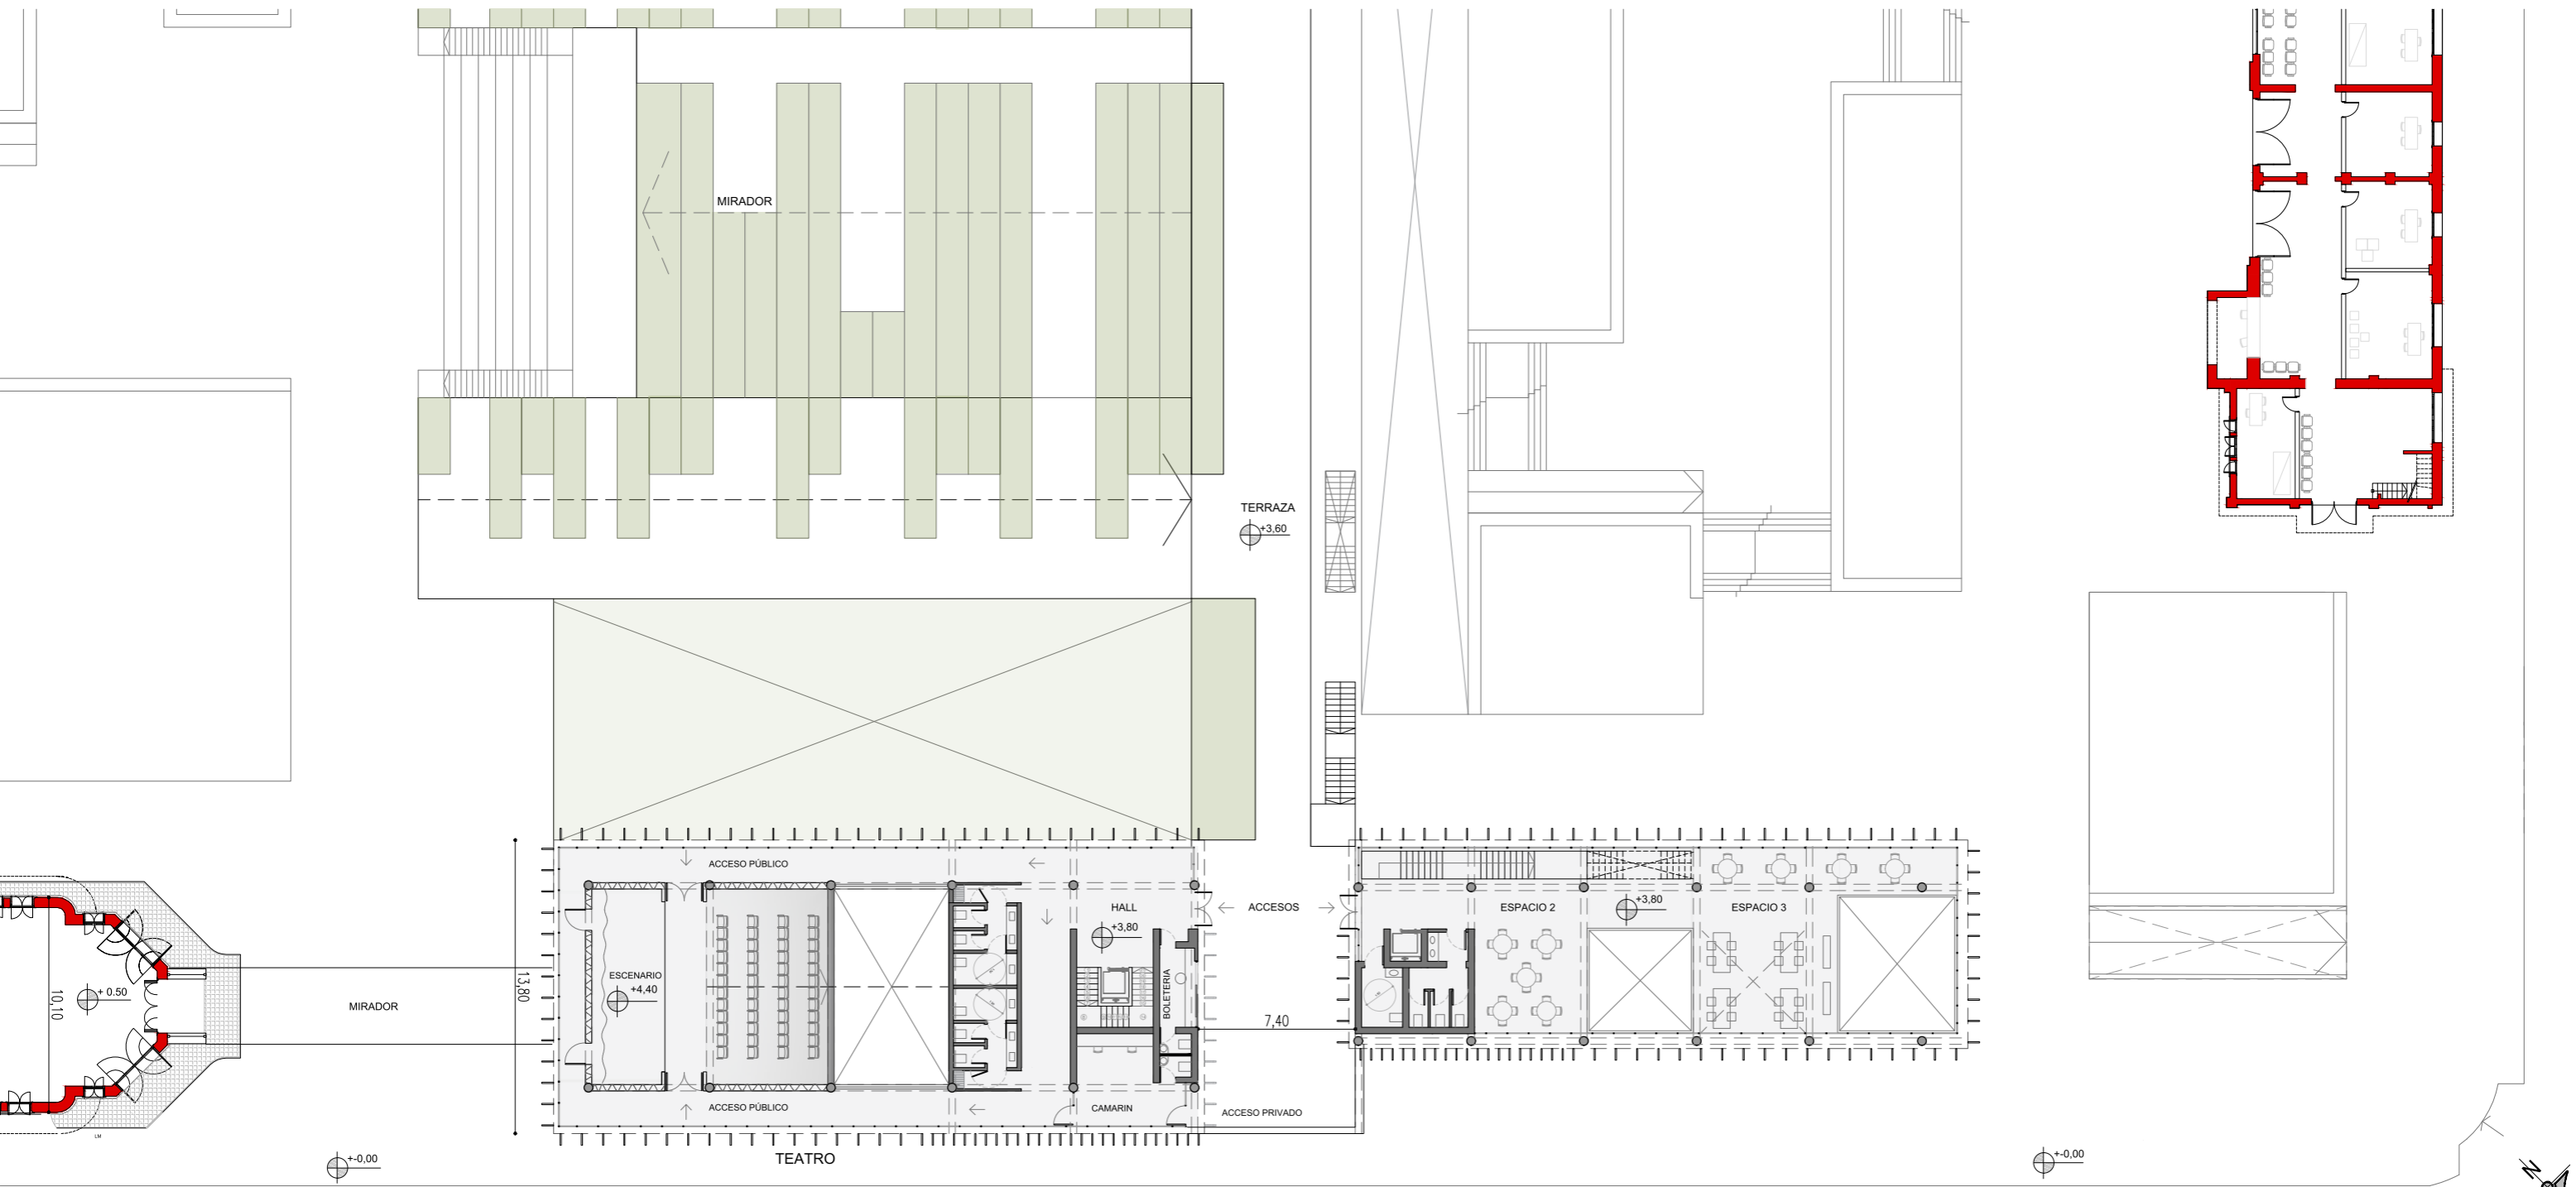 MIRADOR
TERRAZA
+3,60
ACCESO PÚBLICO
HALL
+3,80
ACCESOS
ESPACIO 2
+3,80
ESPACIO 3
ESCENARIO
+4,40
13,80
10,10
+ 0.50
MIRADOR
BOLETERIA
7,40
ACCESO PÚBLICO
CAMARIN
ACCESO PRIVADO
LM
TEATRO
+-0,00
+-0,00
N